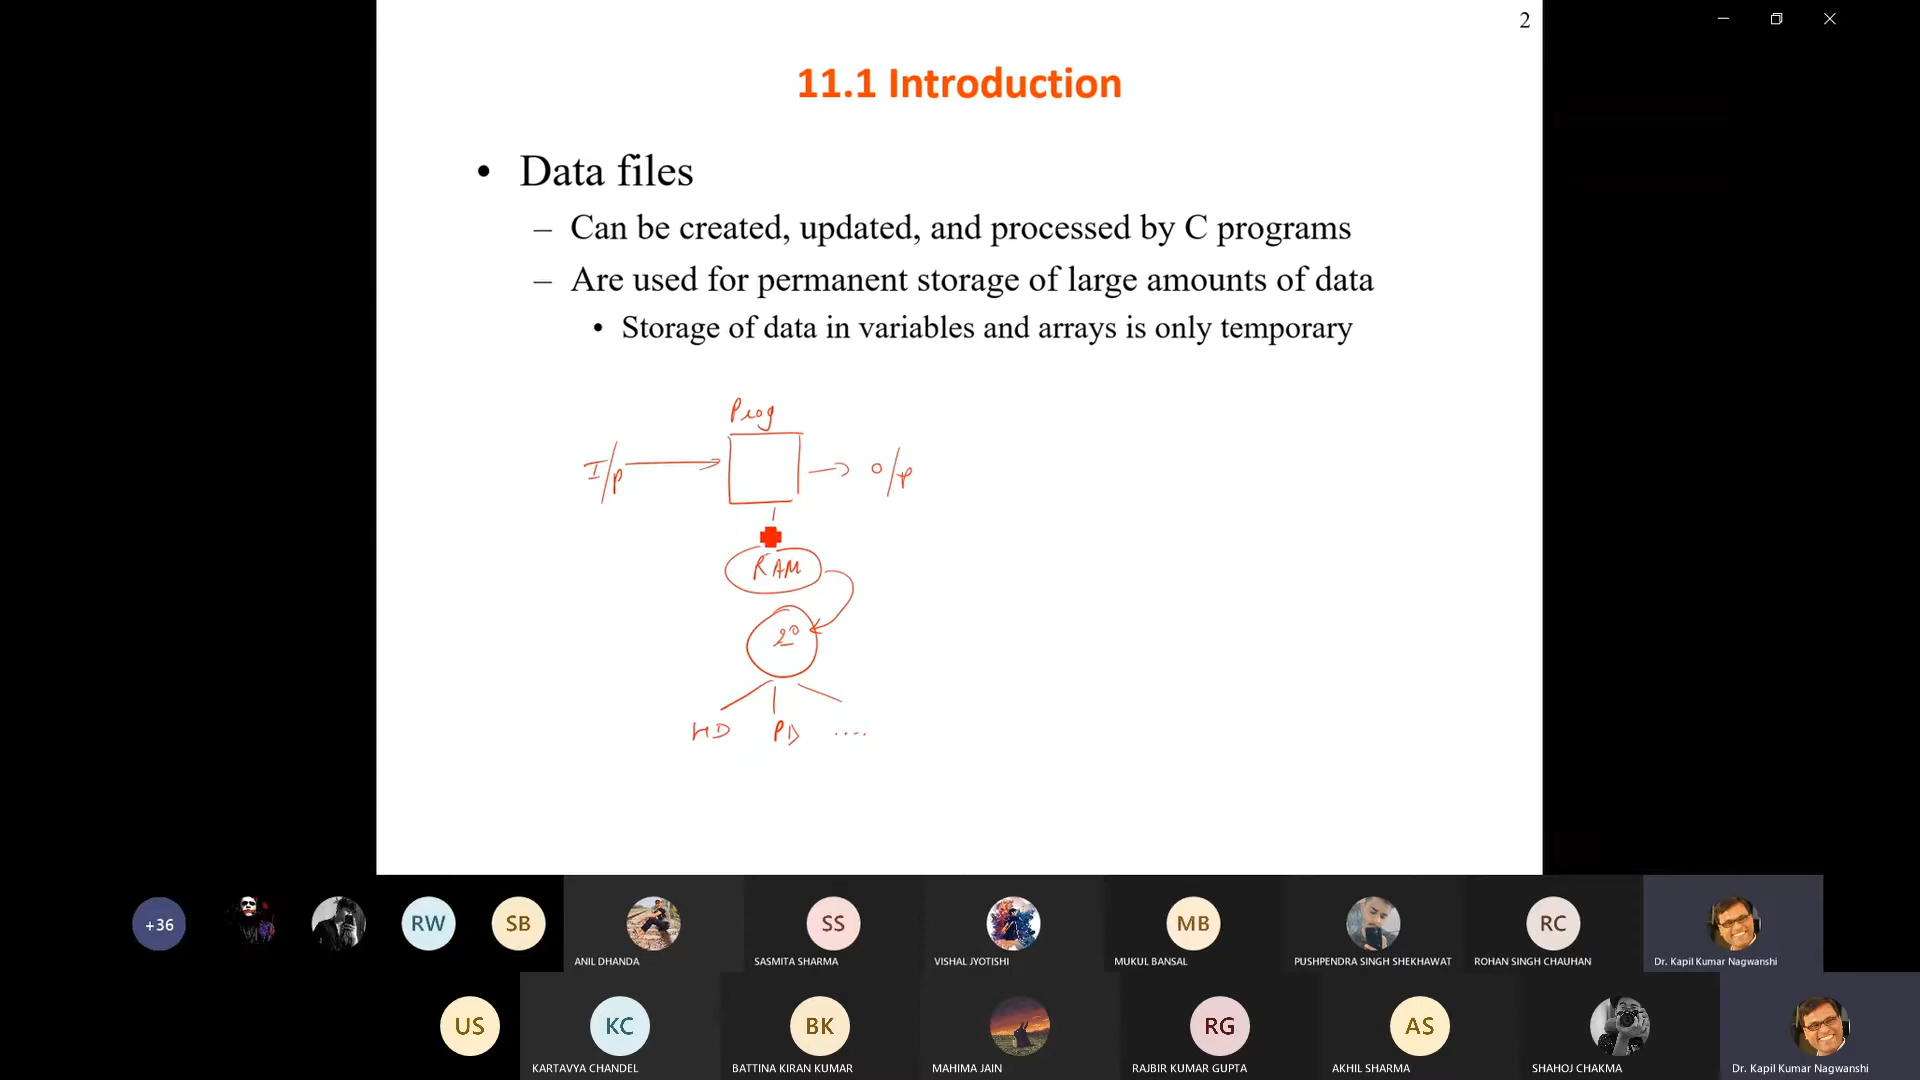 2
11.1 Introduction
• Data files
– Can be created, updated, and processed by C programs
– Are used for permanent storage of large amounts of data
• Storage of data in variables and arrays is only temporary
Prog
I/p
O/p
RAM
2°
HD PD ....
+36
RW
SB
ANIL DHANDA
SS
SASMITA SHARMA
VISHAL JYOTISHI
MB
MUKUL BANSAL
PUSHPENDRA SINGH SHEKHAWAT
RC
ROHAN SINGH CHAUHAN
Dr. Kapil Kumar Nagwanshi
US
KC
KARTAVYA CHANDEL
BK
BATTINA KIRAN KUMAR
MAHIMA JAIN
RG
RAJBIR KUMAR GUPTA
AS
AKHIL SHARMA
SHAHOJ CHAKMA
Dr. Kapil Kumar Nagwanshi